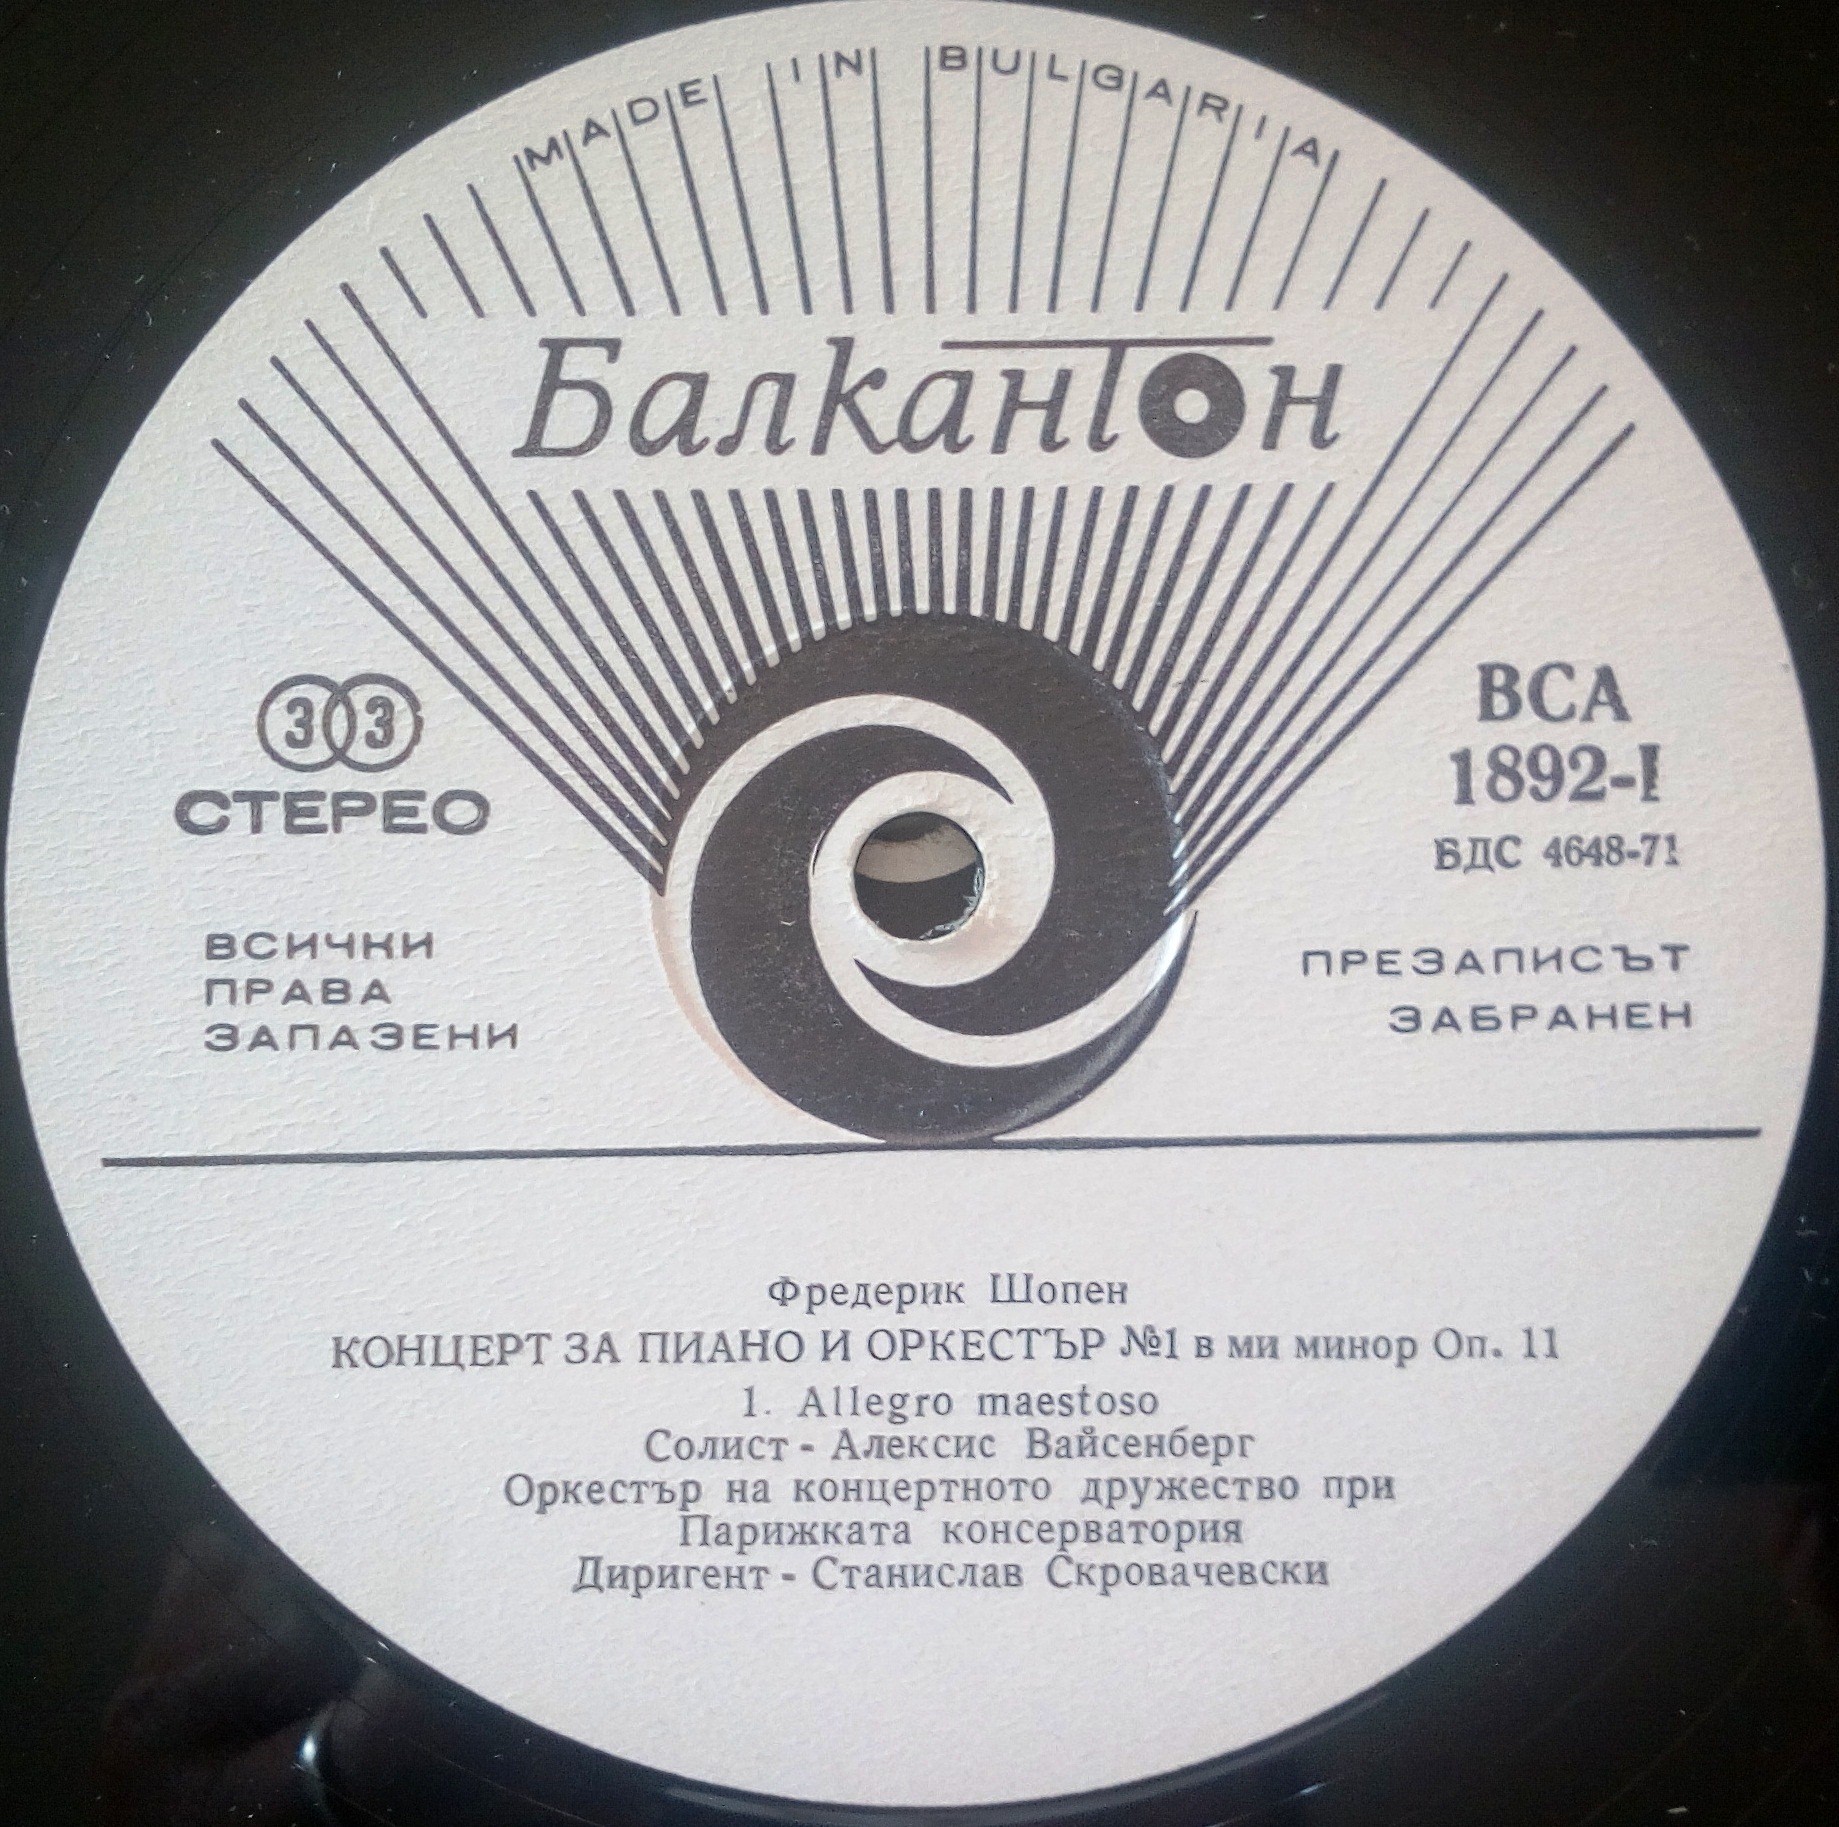 MADE IN BULGARIA
Балкантон
33
СТЕРЕО
ВСА
1892-I
БДС 4648-71
ВСИЧКИ
ПРАВА
ЗАПАЗЕНИ
ПРЕЗАПИСЪТ
ЗАБРАНЕН
Фредерик Шопен
КОНЦЕРТ ЗА ПИАНО И ОРКЕСТЪР №1 в ми минор Оп. 11
1. Allegro maestoso
Солист - Алексис Вайсенберг
Оркестър на концертното дружество при
Парижката консерватория
Диригент - Станислав Скровачевски